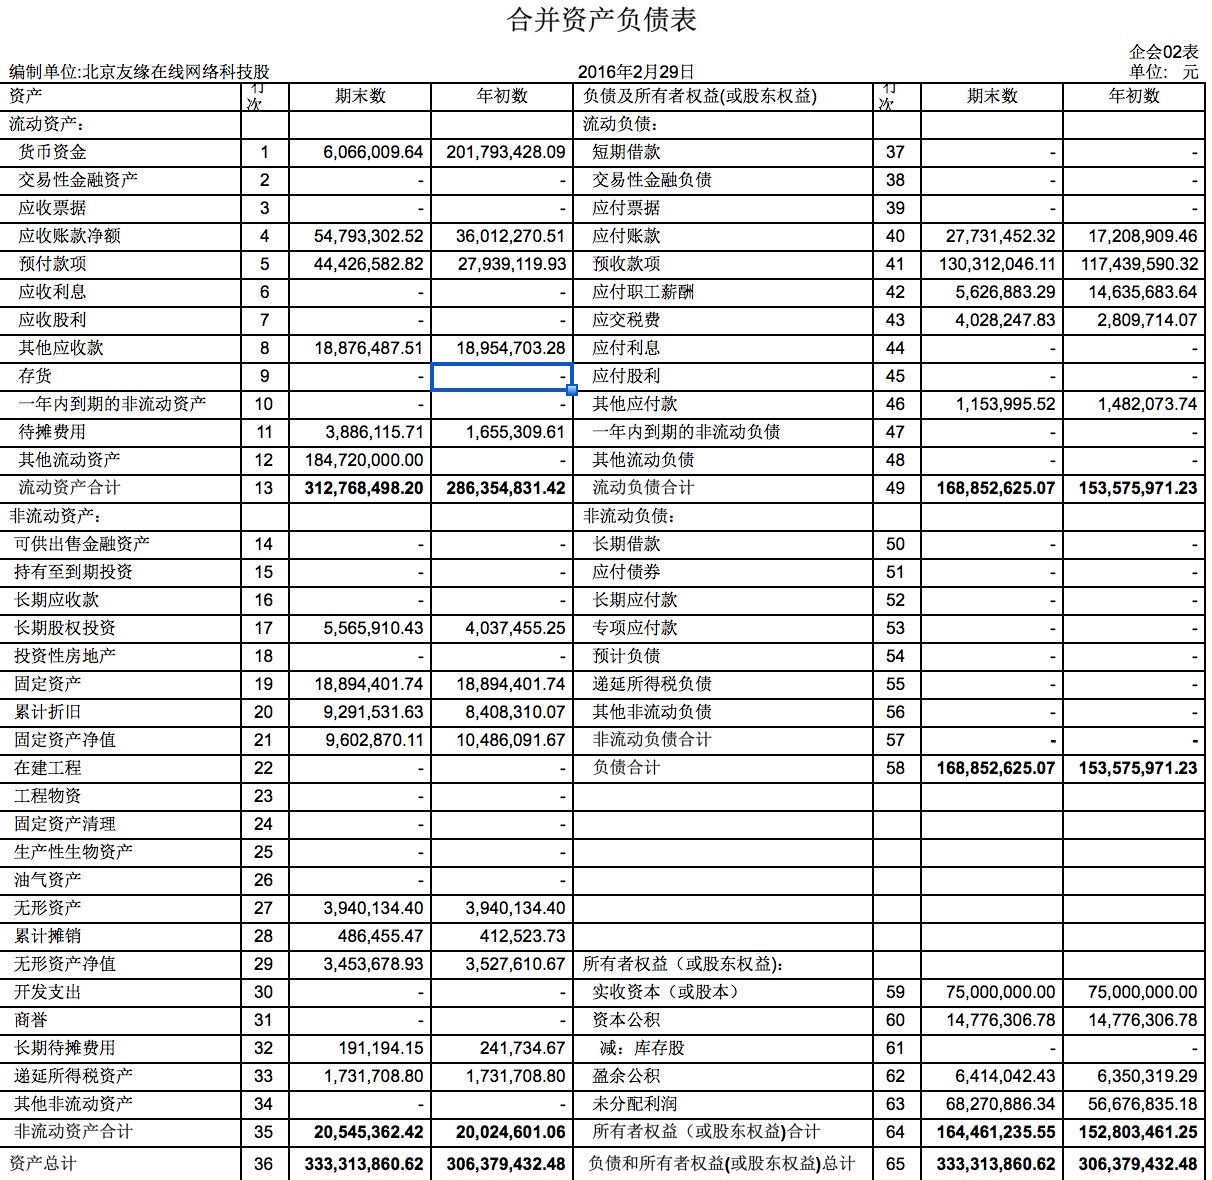 合并资产负债表
企会02表
编制单位:北京友缘在线网络科技股 2016年2月29日 单位: 元
资产 行次 期末数 年初数 负债及所有者权益(或股东权益) 行次 期末数 年初数
流动资产: 流动负债:
货币资金 1 6,066,009.64 201,793,428.09 短期借款 37 - -
交易性金融资产 2 - - 交易性金融负债 38 - -
应收票据 3 - - 应付票据 39 - -
应收账款净额 4 54,793,302.52 36,012,270.51 应付账款 40 27,731,452.32 17,208,909.46
预付款项 5 44,426,582.82 27,939,119.93 预收款项 41 130,312,046.11 117,439,590.32
应收利息 6 - - 应付职工薪酬 42 5,626,883.29 14,635,683.64
应收股利 7 - - 应交税费 43 4,028,247.83 2,809,714.07
其他应收款 8 18,876,487.51 18,954,703.28 应付利息 44 - -
存货 9 - - 应付股利 45 - -
一年内到期的非流动资产 10 - - 其他应付款 46 1,153,995.52 1,482,073.74
待摊费用 11 3,886,115.71 1,655,309.61 一年内到期的非流动负债 47 - -
其他流动资产 12 184,720,000.00 - 其他流动负债 48 - -
流动资产合计 13 312,768,498.20 286,354,831.42 流动负债合计 49 168,852,625.07 153,575,971.23
非流动资产: 非流动负债:
可供出售金融资产 14 - - 长期借款 50 - -
持有至到期投资 15 - - 应付债券 51 - -
长期应收款 16 - - 长期应付款 52 - -
长期股权投资 17 5,565,910.43 4,037,455.25 专项应付款 53 - -
投资性房地产 18 - - 预计负债 54 - -
固定资产 19 18,894,401.74 18,894,401.74 递延所得税负债 55 - -
累计折旧 20 9,291,531.63 8,408,310.07 其他非流动负债 56 - -
固定资产净值 21 9,602,870.11 10,486,091.67 非流动负债合计 57 - -
在建工程 22 - - 负债合计 58 168,852,625.07 153,575,971.23
工程物资 23 - -
固定资产清理 24 - -
生产性生物资产 25 - -
油气资产 26 - -
无形资产 27 3,940,134.40 3,940,134.40
累计摊销 28 486,455.47 412,523.73
无形资产净值 29 3,453,678.93 3,527,610.67 所有者权益（或股东权益):
开发支出 30 - - 实收资本（或股本） 59 75,000,000.00 75,000,000.00
商誉 31 - - 资本公积 60 14,776,306.78 14,776,306.78
长期待摊费用 32 191,194.15 241,734.67 减: 库存股 61 - -
递延所得税资产 33 1,731,708.80 1,731,708.80 盈余公积 62 6,414,042.43 6,350,319.29
其他非流动资产 34 - - 未分配利润 63 68,270,886.34 56,676,835.18
非流动资产合计 35 20,545,362.42 20,024,601.06 所有者权益（或股东权益)合计 64 164,461,235.55 152,803,461.25
资产总计 36 333,313,860.62 306,379,432.48 负债和所有者权益(或股东权益)总计 65 333,313,860.62 306,379,432.48